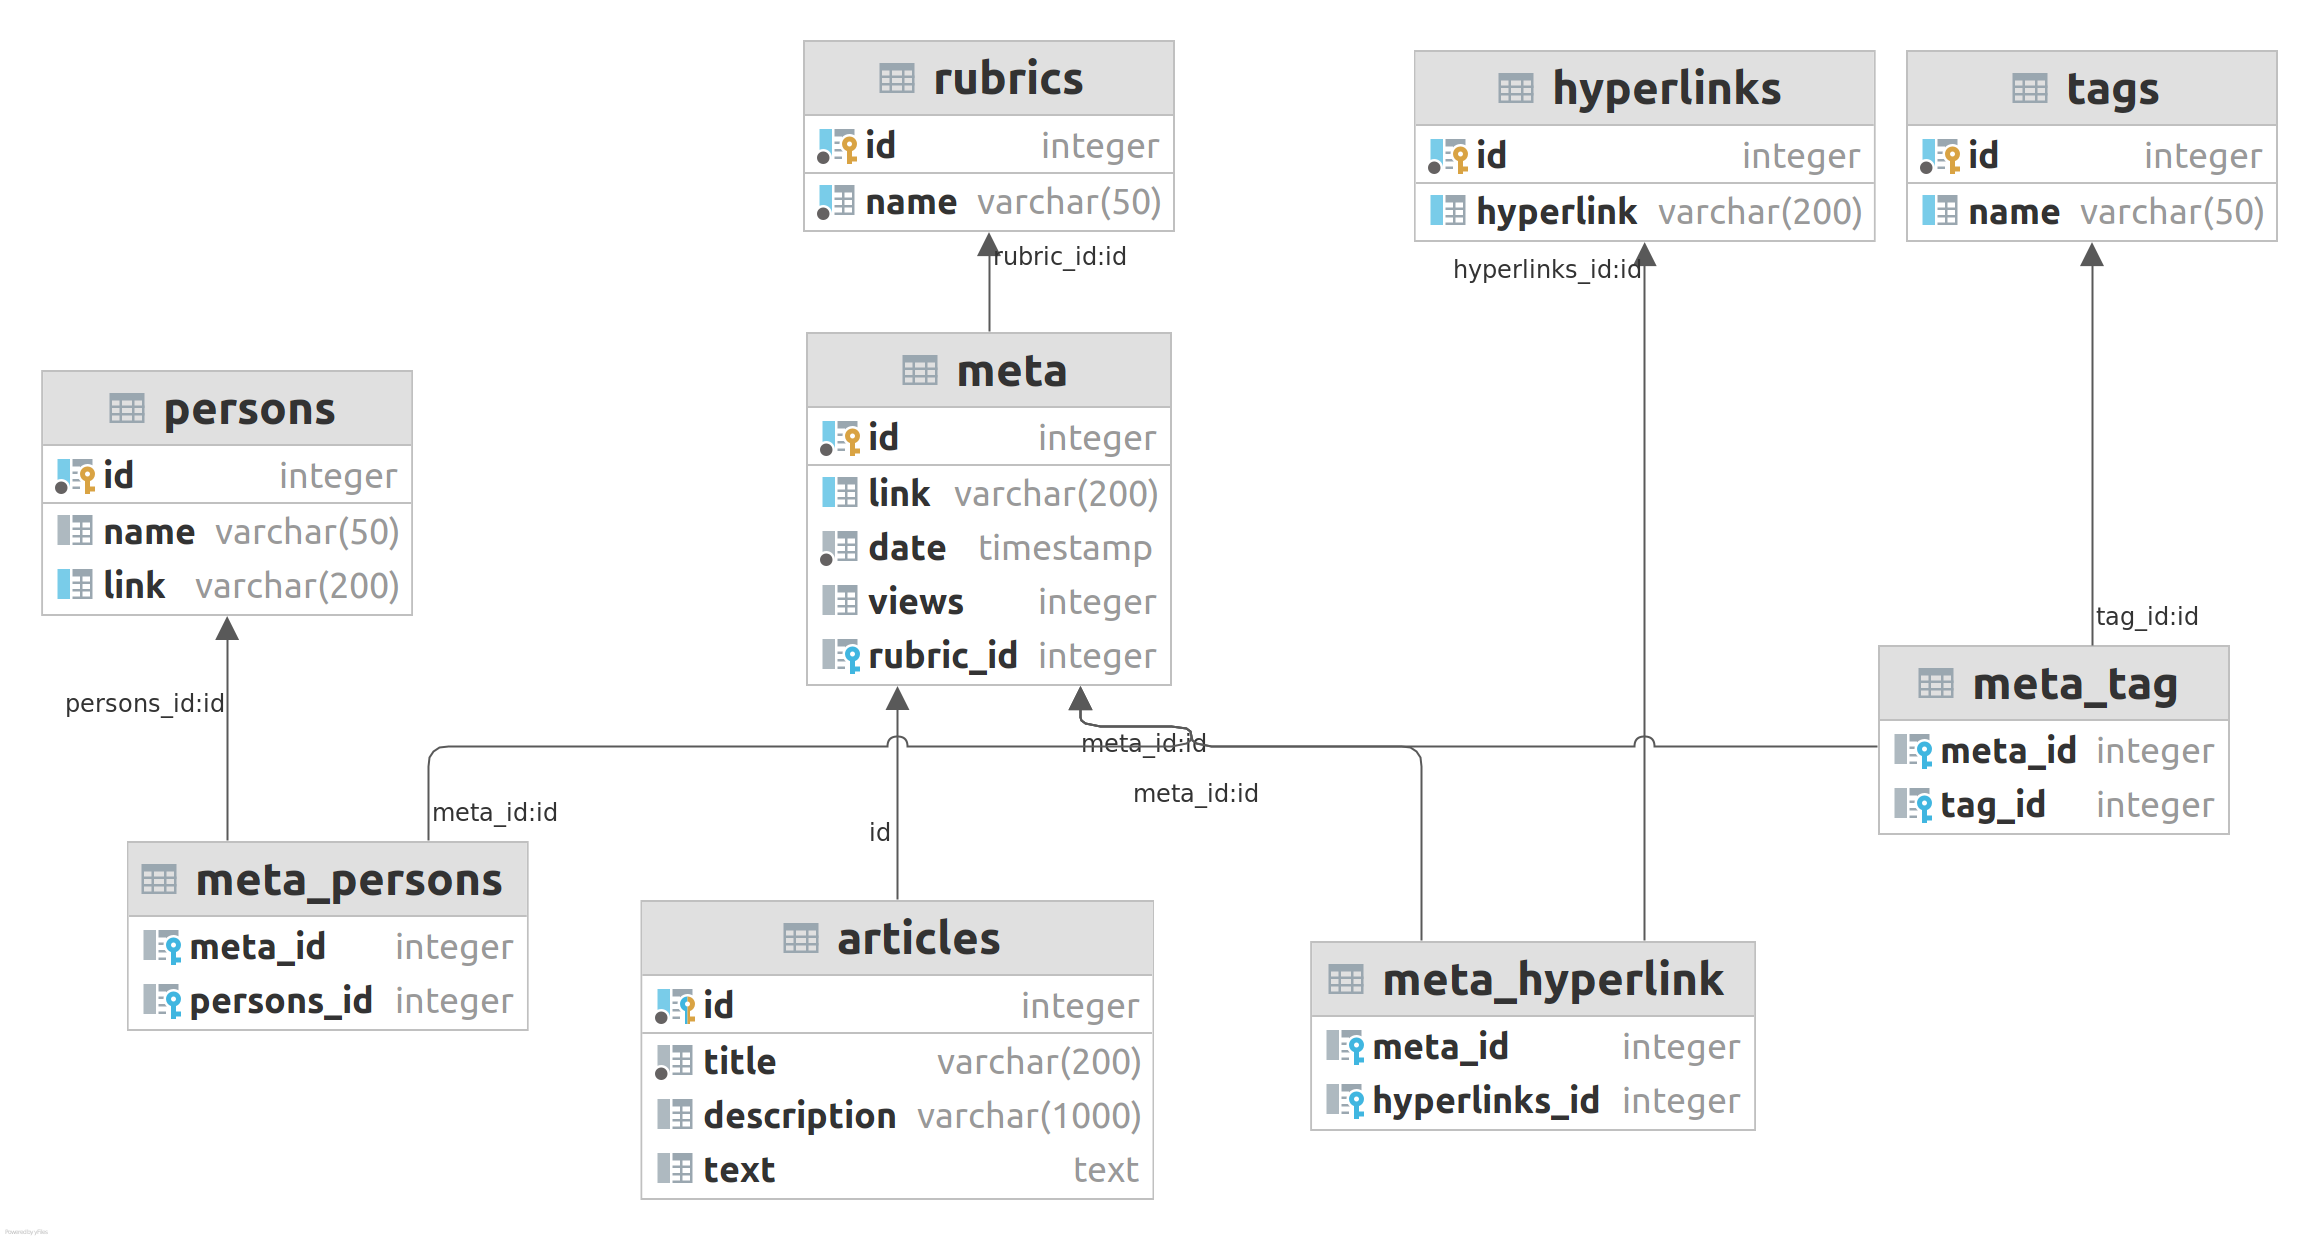 rubrics
id integer
name varchar(50)
hyperlinks
id integer
hyperlink varchar(200)
tags
id integer
name varchar(50)
rubric_id:id
hyperlinks_id:id
meta
id integer
link varchar(200)
date timestamp
views integer
rubric_id integer
persons
id integer
name varchar(50)
link varchar(200)
tag_id:id
persons_id:id
meta_tag
meta_id integer
tag_id integer
meta_id:id
meta_id:id
meta_id:id
id
meta_persons
meta_id integer
persons_id integer
articles
id integer
title varchar(200)
description varchar(1000)
text text
meta_hyperlink
meta_id integer
hyperlinks_id integer
Powered by yFiles